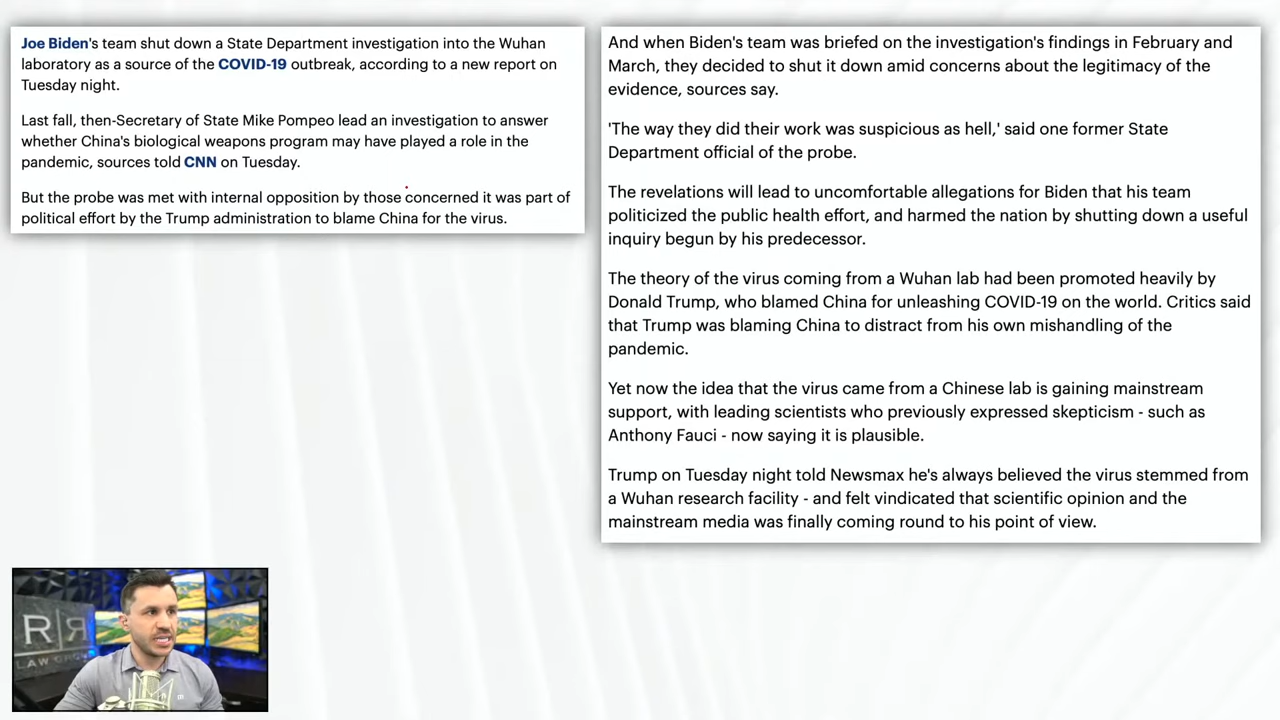 Joe Biden's team shut down a State Department investigation into the Wuhan
laboratory as a source of the COVID-19 outbreak, according to a new report on
Tuesday night.
Last fall, then-Secretary of State Mike Pompeo lead an investigation to answer
whether China's biological weapons program may have played a role in the
pandemic, sources told CNN on Tuesday.
But the probe was met with internal opposition by those concerned it was part of
political effort by the Trump administration to blame China for the virus.
And when Biden's team was briefed on the investigation's findings in February and
March, they decided to shut it down amid concerns about the legitimacy of the
evidence, sources say.
'The way they did their work was suspicious as hell,' said one former State
Department official of the probe.
The revelations will lead to uncomfortable allegations for Biden that his team
politicized the public health effort, and harmed the nation by shutting down a useful
inquiry begun by his predecessor.
The theory of the virus coming from a Wuhan lab had been promoted heavily by
Donald Trump, who blamed China for unleashing COVID-19 on the world. Critics said
that Trump was blaming China to distract from his own mishandling of the
pandemic.
Yet now the idea that the virus came from a Chinese lab is gaining mainstream
support, with leading scientists who previously expressed skepticism - such as
Anthony Fauci - now saying it is plausible.
Trump on Tuesday night told Newsmax he's always believed the virus stemmed from
a Wuhan research facility - and felt vindicated that scientific opinion and the
mainstream media was finally coming round to his point of view.
R|R
LAW GRO